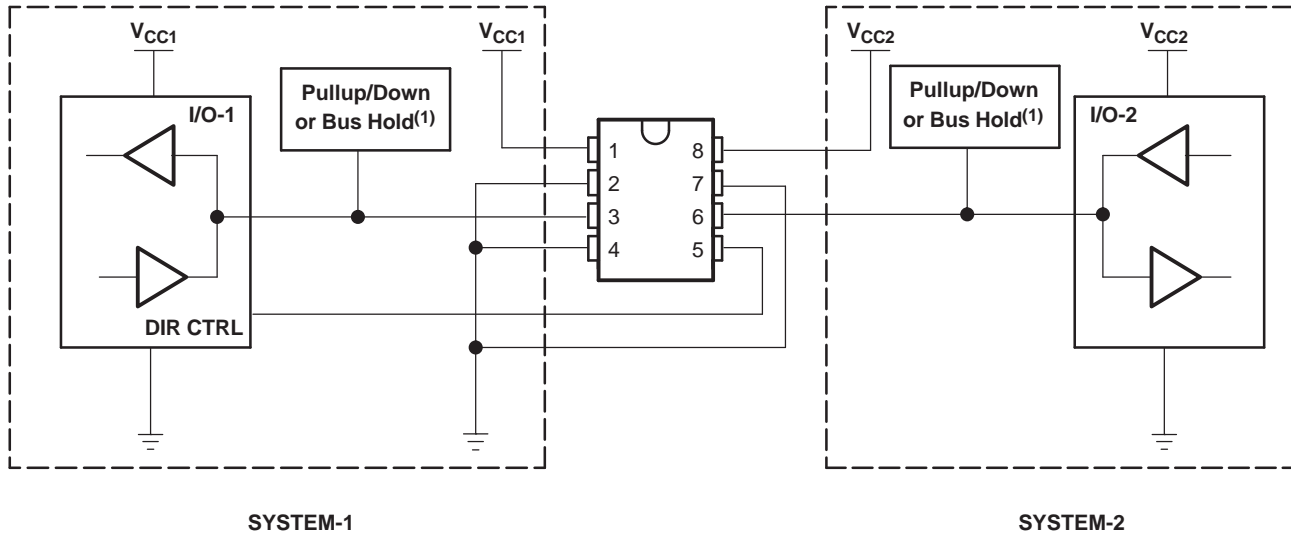 VCC1
VCC1
VCC2
VCC2
I/O-1
Pullup/Down
or Bus Hold(1)
Pullup/Down
or Bus Hold(1)
I/O-2
1
8
2
7
3
6
4
5
DIR CTRL
SYSTEM-1
SYSTEM-2